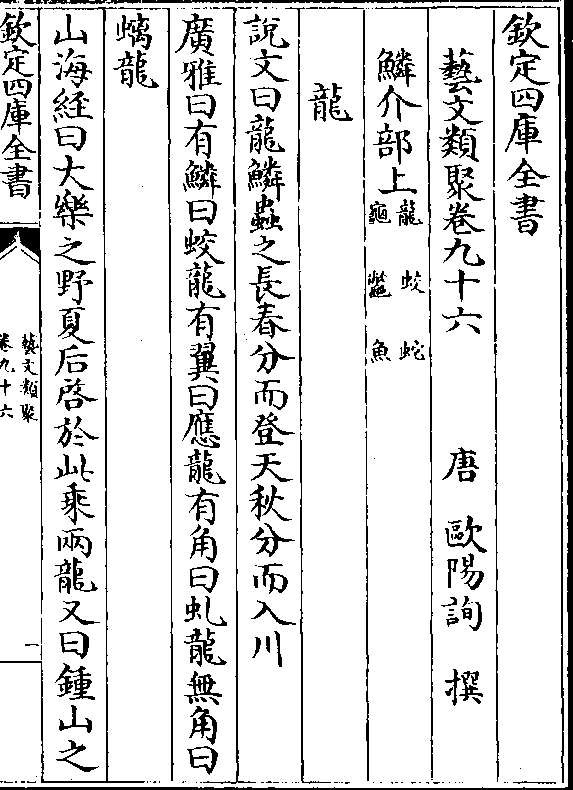 欽定四庫全書
藝文類聚卷九十六 唐 歐陽詢 撰
鱗介部上 龍 蛟 蛇 龜 鼈 魚
龍
說文曰龍鱗蟲之長春分而登天秋分而入川
廣雅曰有鱗曰蛟龍有翼曰應龍有角曰虬龍無角曰
螭龍
山海經曰大樂之野夏后啓於此乘兩龍又曰鍾山之
欽定四庫全書
藝文類聚
卷九十六
一